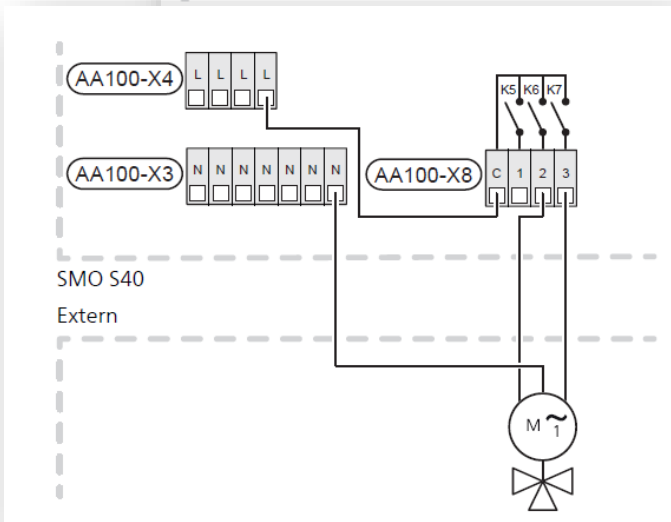 AA100-X4 L L L L
K5 K6 K7
AA100-X3 N N N N N N N
AA100-X8 C 1 2 3
SMO S40
Extern
M ~ 1